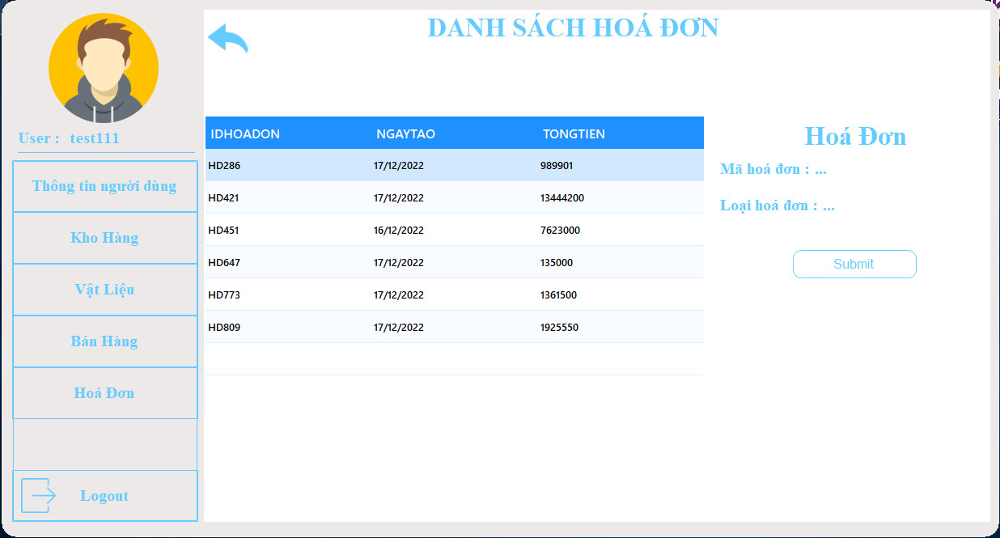 DANH SÁCH HOÁ ĐƠN
User : test111
Thông tin người dùng
Kho Hàng
Vật Liệu
Bán Hàng
Hoá Đơn
Logout
IDHOADON NGAYTAO TONGTIEN
HD286 17/12/2022 989901
HD421 17/12/2022 13444200
HD451 16/12/2022 7623000
HD647 17/12/2022 135000
HD773 17/12/2022 1361500
HD809 17/12/2022 1925550
Hoá Đơn
Mã hoá đơn : ...
Loại hoá đơn : ...
Submit